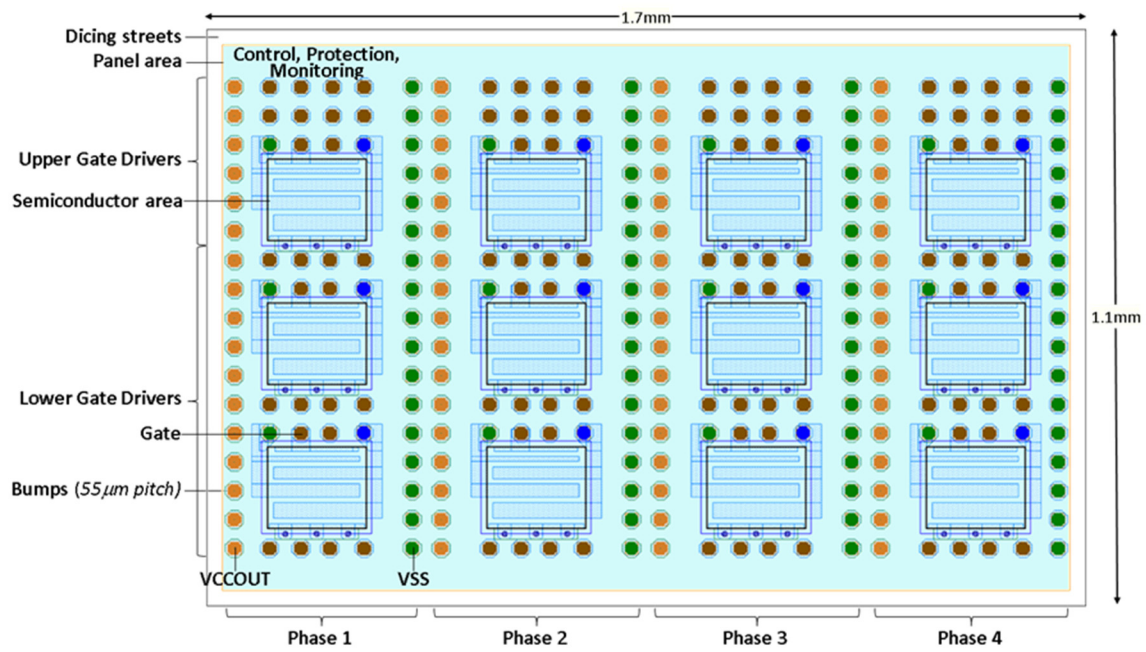 1.7mm
Dicing streets
Panel area
Control, Protection,
Monitoring
Upper Gate Drivers
Semiconductor area
1.1mm
Lower Gate Drivers
Gate
Bumps (55μm pitch)
VCCOUT
VSS
Phase 1
Phase 2
Phase 3
Phase 4